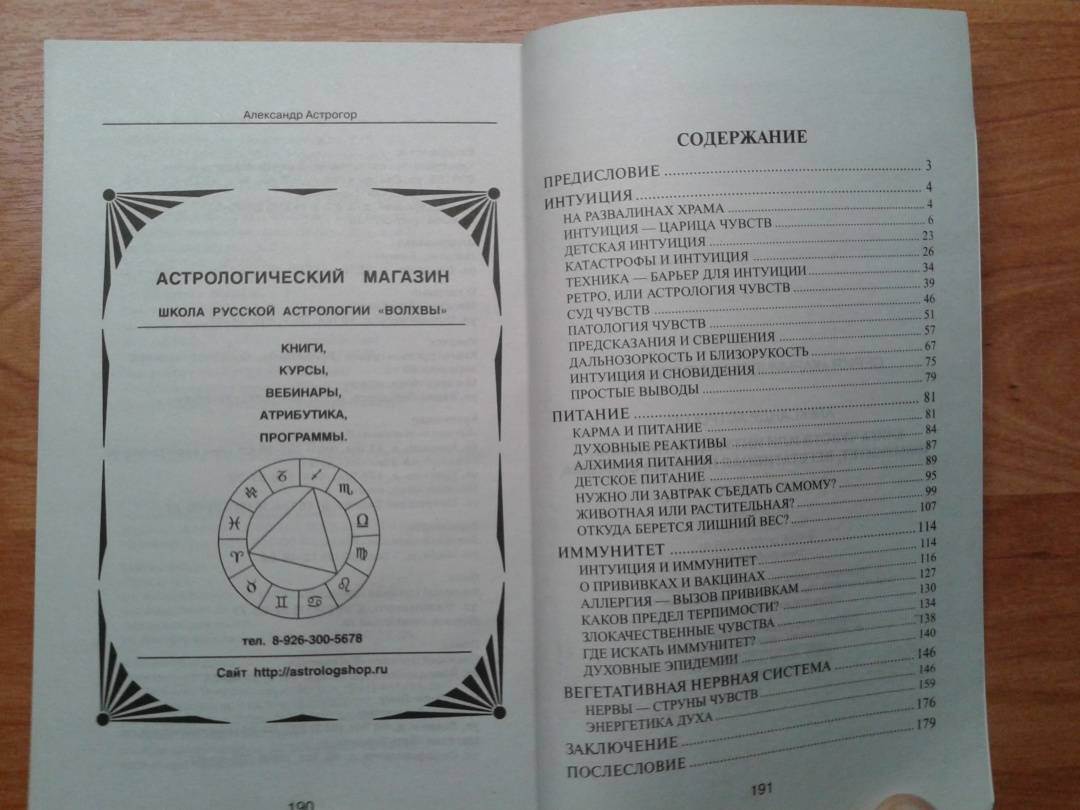 Александр Астрогор
АСТРОЛОГИЧЕСКИЙ МАГАЗИН
ШКОЛА РУССКОЙ АСТРОЛОГИИ «ВОЛХВЫ»
КНИГИ,
КУРСЫ,
ВЕБИНАРЫ,
АТРИБУТИКА,
ПРОГРАММЫ.
тел. 8-926-300-5678
Сайт http://astrologshop.ru
190
СОДЕРЖАНИЕ
ПРЕДИСЛОВИЕ ... 3
ИНТУИЦИЯ ... 4
НА РАЗВАЛИНАХ ХРАМА ... 4
ИНТУИЦИЯ — ЦАРИЦА ЧУВСТВ ... 6
ДЕТСКАЯ ИНТУИЦИЯ ... 23
КАТАСТРОФЫ И ИНТУИЦИЯ ... 26
ТЕХНИКА — БАРЬЕР ДЛЯ ИНТУИЦИИ ... 34
РЕТРО, ИЛИ АСТРОЛОГИЯ ЧУВСТВ ... 39
СУД ЧУВСТВ ... 46
ПАТОЛОГИЯ ЧУВСТВ ... 51
ПРЕДСКАЗАНИЯ И СВЕРШЕНИЯ ... 57
ДАЛЬНОЗОРКОСТЬ И БЛИЗОРУКОСТЬ ... 67
ИНТУИЦИЯ И СНОВИДЕНИЯ ... 75
ПРОСТЫЕ ВЫВОДЫ ... 79
ПИТАНИЕ ... 81
КАРМА И ПИТАНИЕ ... 81
ДУХОВНЫЕ РЕАКТИВЫ ... 84
АЛХИМИЯ ПИТАНИЯ ... 87
ДЕТСКОЕ ПИТАНИЕ ... 89
НУЖНО ЛИ ЗАВТРАК СЪЕДАТЬ САМОМУ? ... 95
ЖИВОТНАЯ ИЛИ РАСТИТЕЛЬНАЯ? ... 99
ОТКУДА БЕРЕТСЯ ЛИШНИЙ ВЕС? ... 107
ИММУНИТЕТ ... 114
ИНТУИЦИЯ И ИММУНИТЕТ ... 114
О ПРИВИВКАХ И ВАКЦИНАХ ... 116
АЛЛЕРГИЯ — ВЫЗОВ ПРИВИВКАМ ... 127
КАКОВ ПРЕДЕЛ ТЕРПИМОСТИ? ... 130
ЗЛОКАЧЕСТВЕННЫЕ ЧУВСТВА ... 134
ГДЕ ИСКАТЬ ИММУНИТЕТ? ... 138
ДУХОВНЫЕ ЭПИДЕМИИ ... 140
ВЕГЕТАТИВНАЯ НЕРВНАЯ СИСТЕМА ... 146
НЕРВЫ — СТРУНЫ ЧУВСТВ ... 146
ЭНЕРГЕТИКА ДУХА ... 159
ЗАКЛЮЧЕНИЕ ... 176
ПОСЛЕСЛОВИЕ ... 179
191